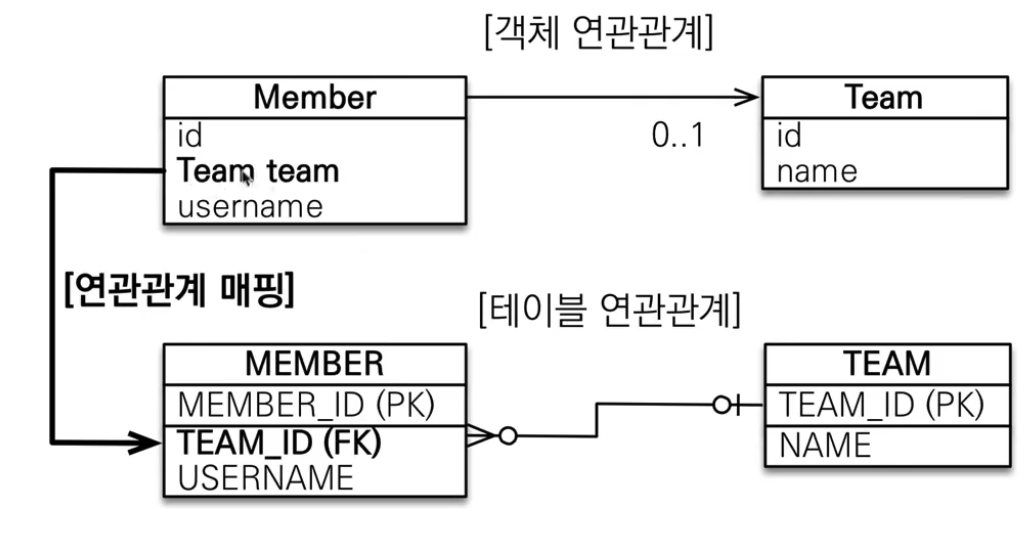 [객체 연관관계]
Member
id
Team team
username
0..1
Team
id
name
[연관관계 매핑]
[테이블 연관관계]
MEMBER
MEMBER_ID (PK)
TEAM_ID (FK)
USERNAME
TEAM
TEAM_ID (PK)
NAME